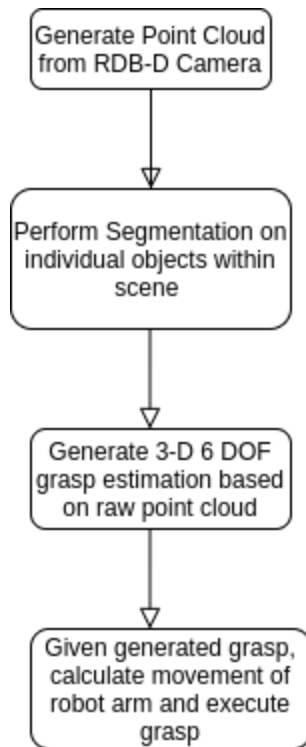 Generate Point Cloud
from RDB-D Camera
Perform Segmentation on
individual objects within
scene
Generate 3-D 6 DOF
grasp estimation based
on raw point cloud
Given generated grasp,
calculate movement of
robot arm and execute
grasp